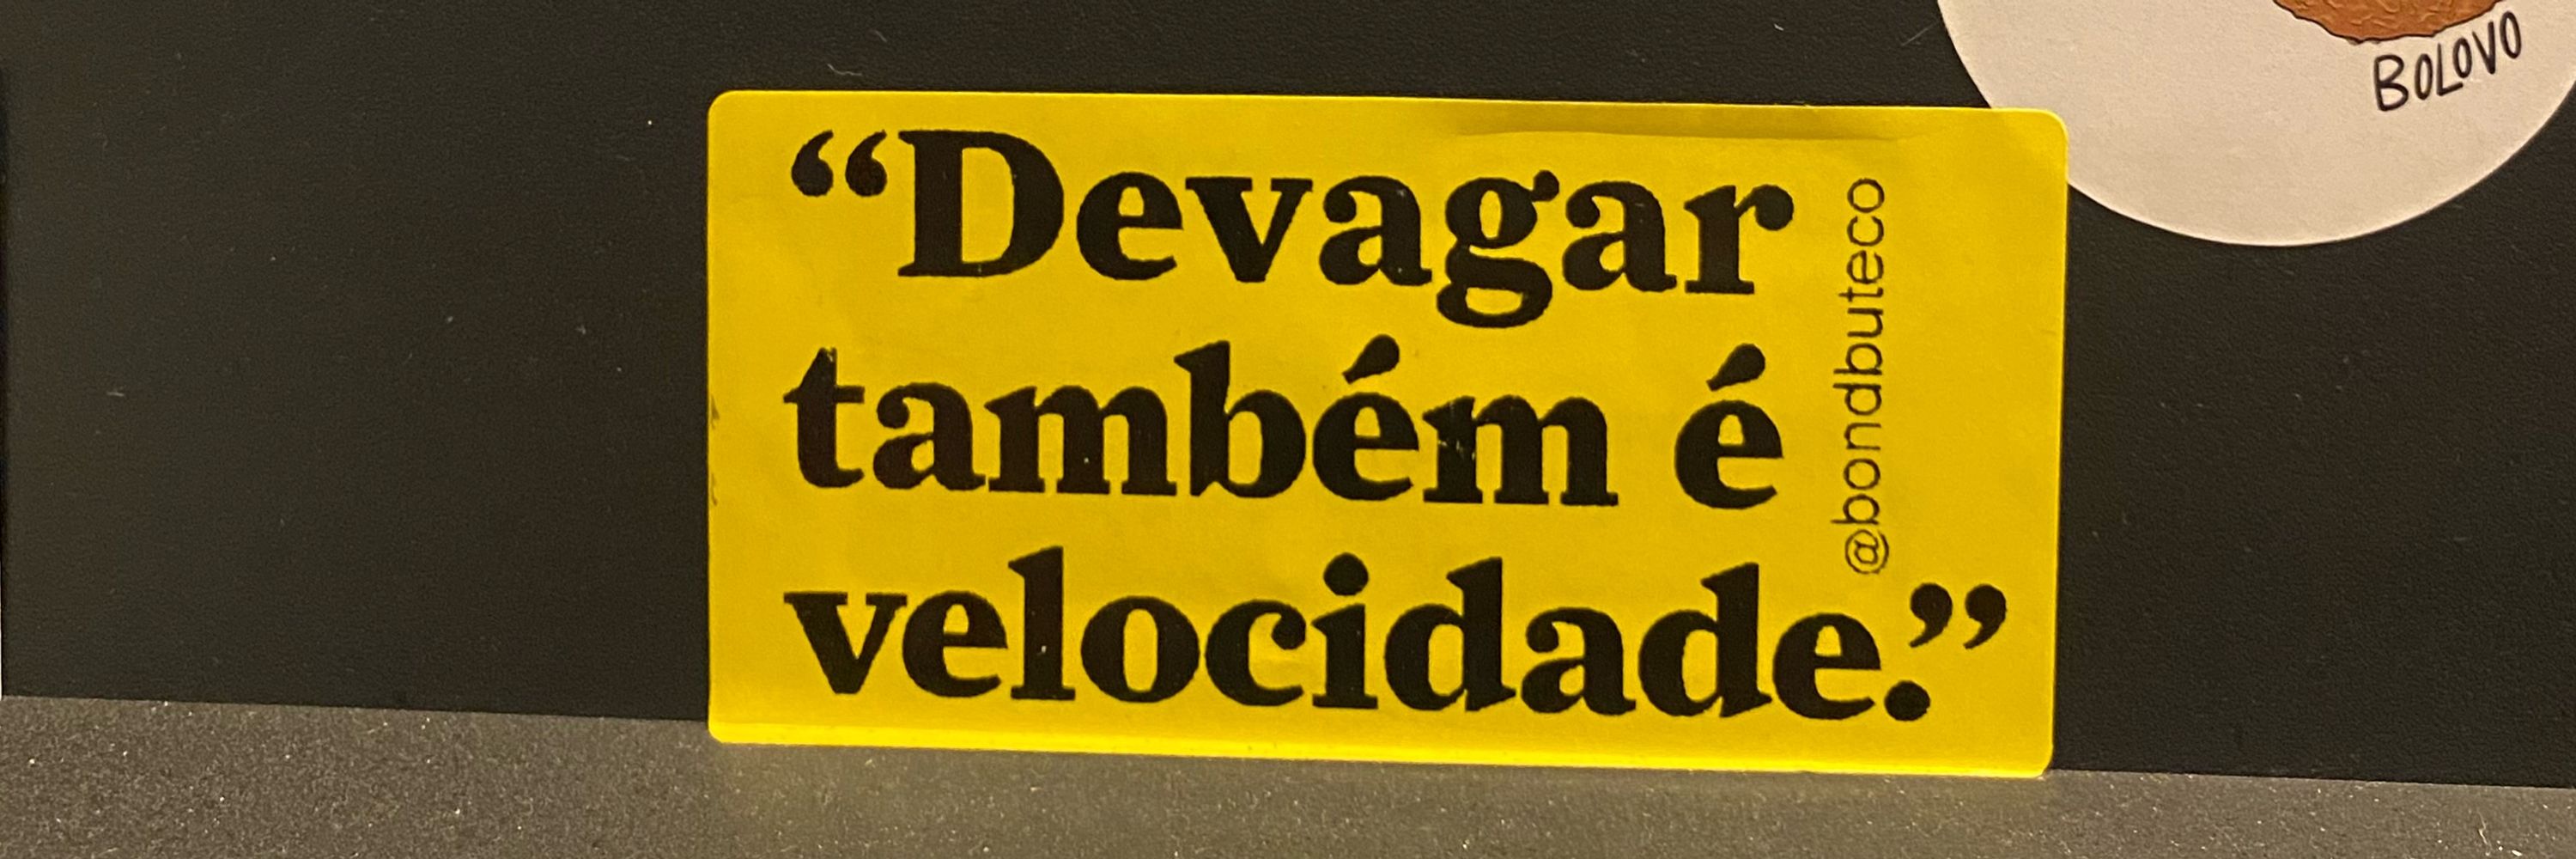 “Devagar
também é
velocidade.”
@bondbuteco
BOLOVO